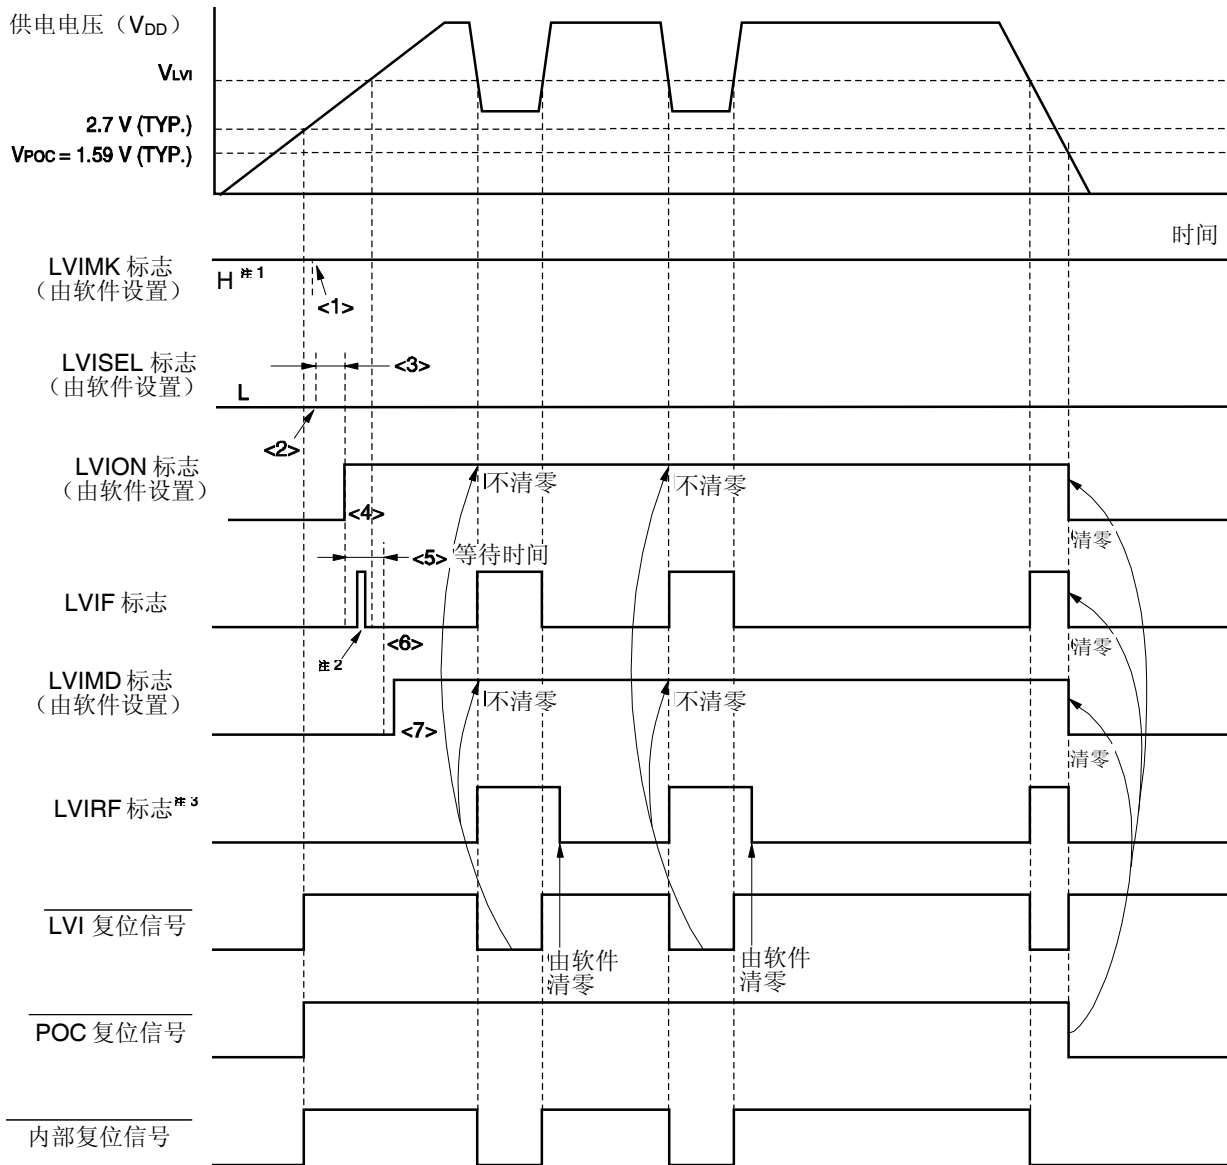 供电电压（VDD）
VLVI
2.7 V (TYP.)
VPOC = 1.59 V (TYP.)
时间
LVIMK 标志
（由软件设置）
H 注 1
<1>
LVISEL 标志
（由软件设置）
<3>
L
<2>
LVION 标志
（由软件设置）
不清零
不清零
<4>
清零
<5> 等待时间
LVIF 标志
注 2
<6>
清零
LVIMD 标志
（由软件设置）
不清零
不清零
<7>
清零
LVIRF 标志注 3
LVI 复位信号
由软件
清零
由软件
清零
POC 复位信号
内部复位信号